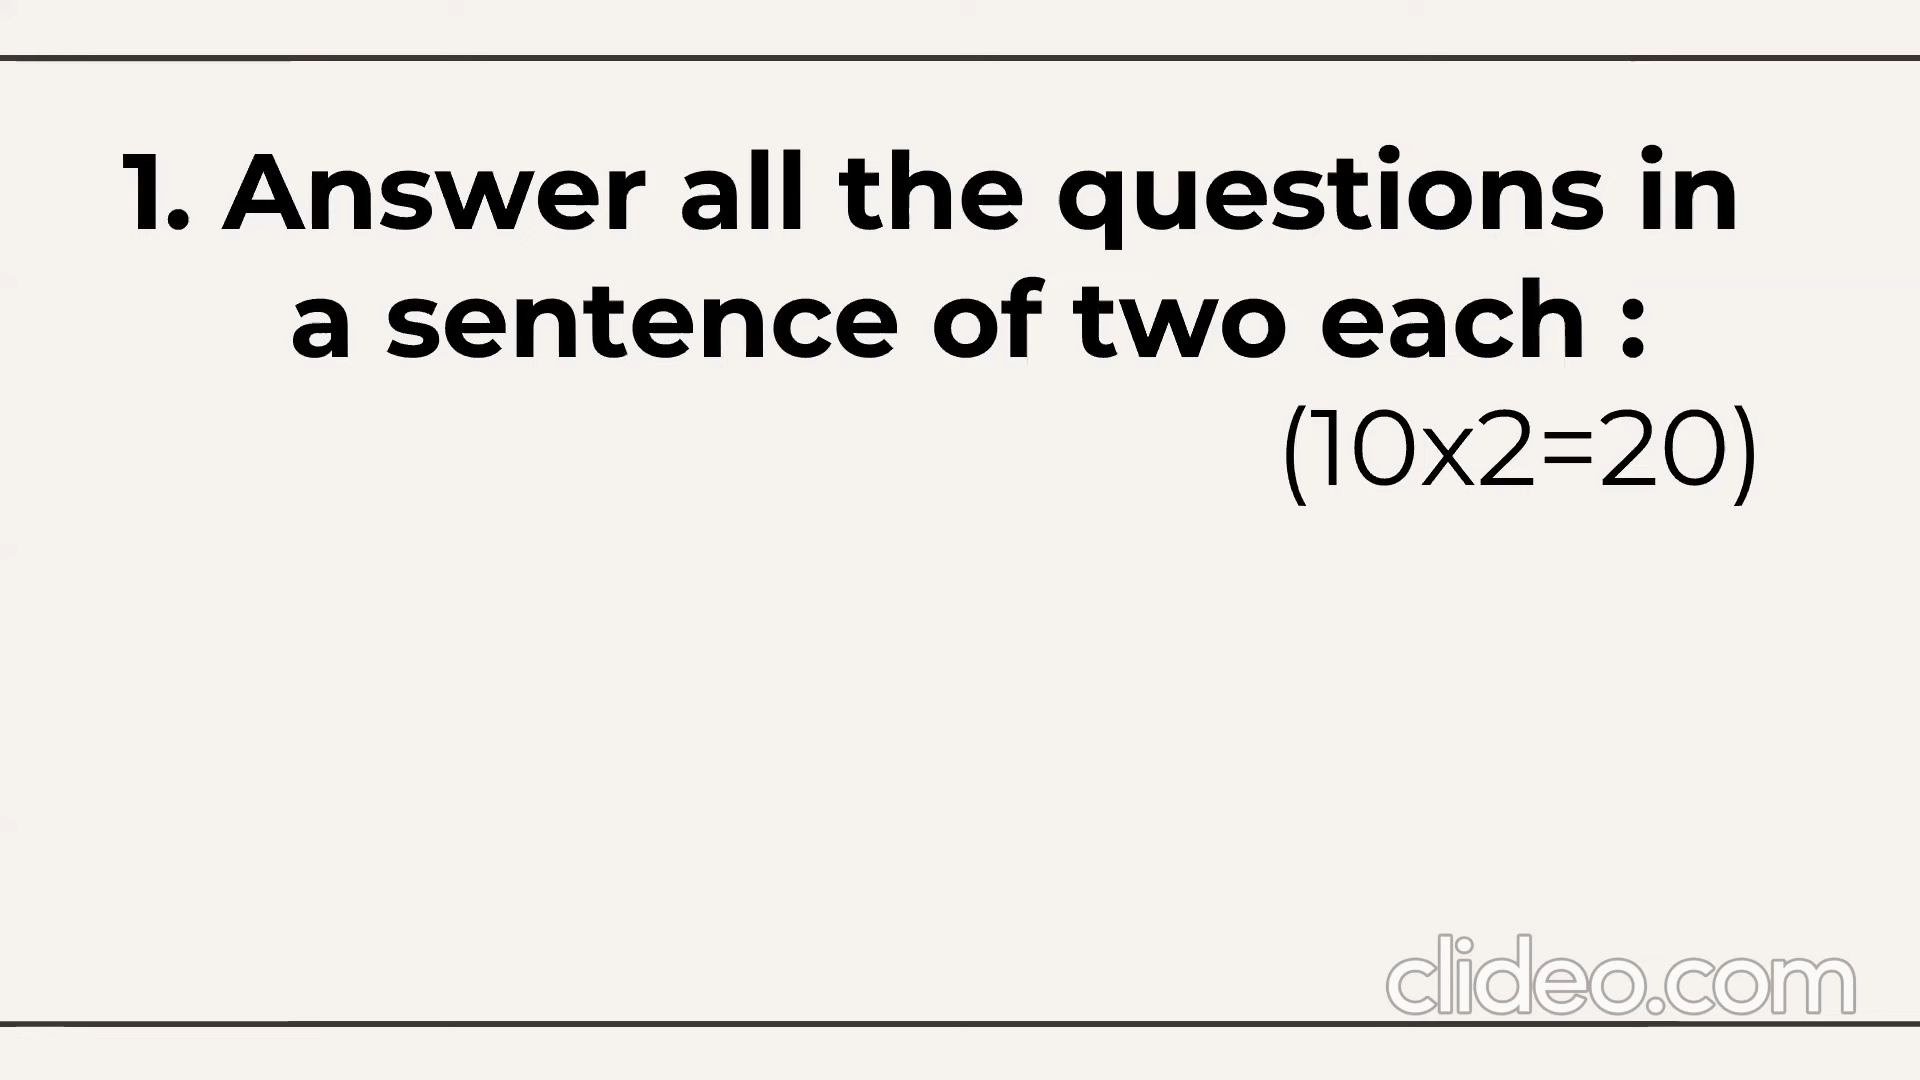 1. Answer all the questions in
a sentence of two each :
(10x2=20)
clideo.com